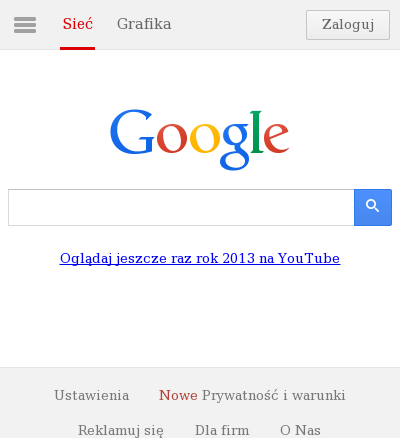 Sieć Grafika Zaloguj
Google
Oglądaj jeszcze raz rok 2013 na YouTube
Ustawienia Nowe Prywatność i warunki
Reklamuj się Dla firm O Nas